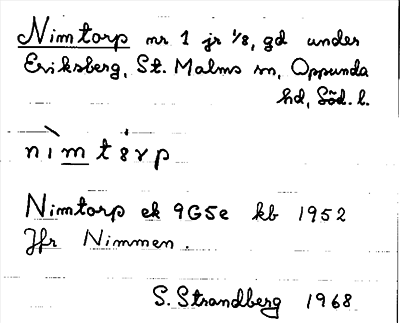 Nimtorp nr 1 jr 1/8, gd under
Eriksberg, St. Malms sn, Oppunda
hd, Söd. l.
nìmt8rp
Nimtorp ek 9G5e kb 1952
Jfr Nimmen.
S. Strandberg 1968